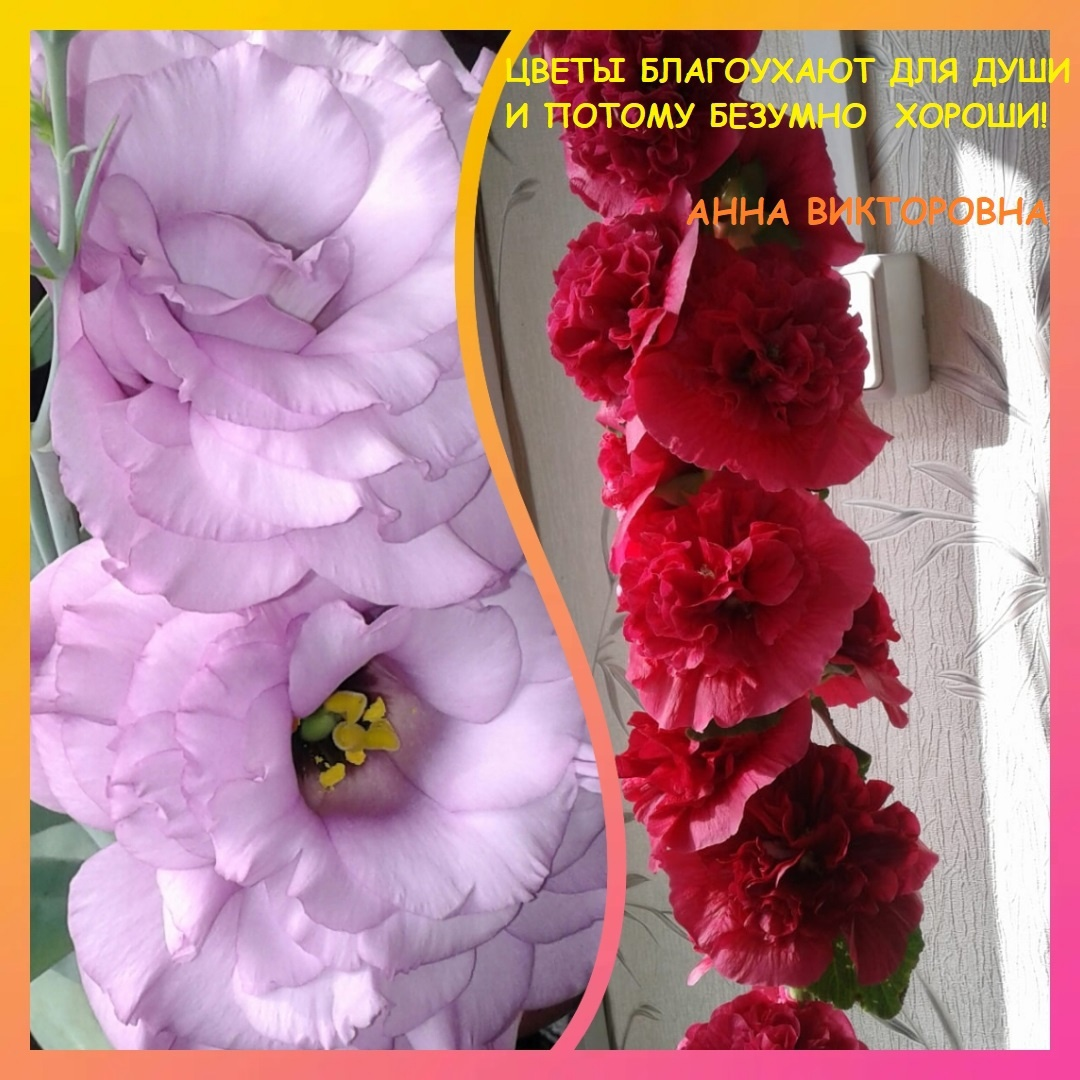 ЦВЕТЫ БЛАГОУХАЮТ ДЛЯ ДУШИ
И ПОТОМУ БЕЗУМНО ХОРОШИ!
АННА ВИКТОРОВНА